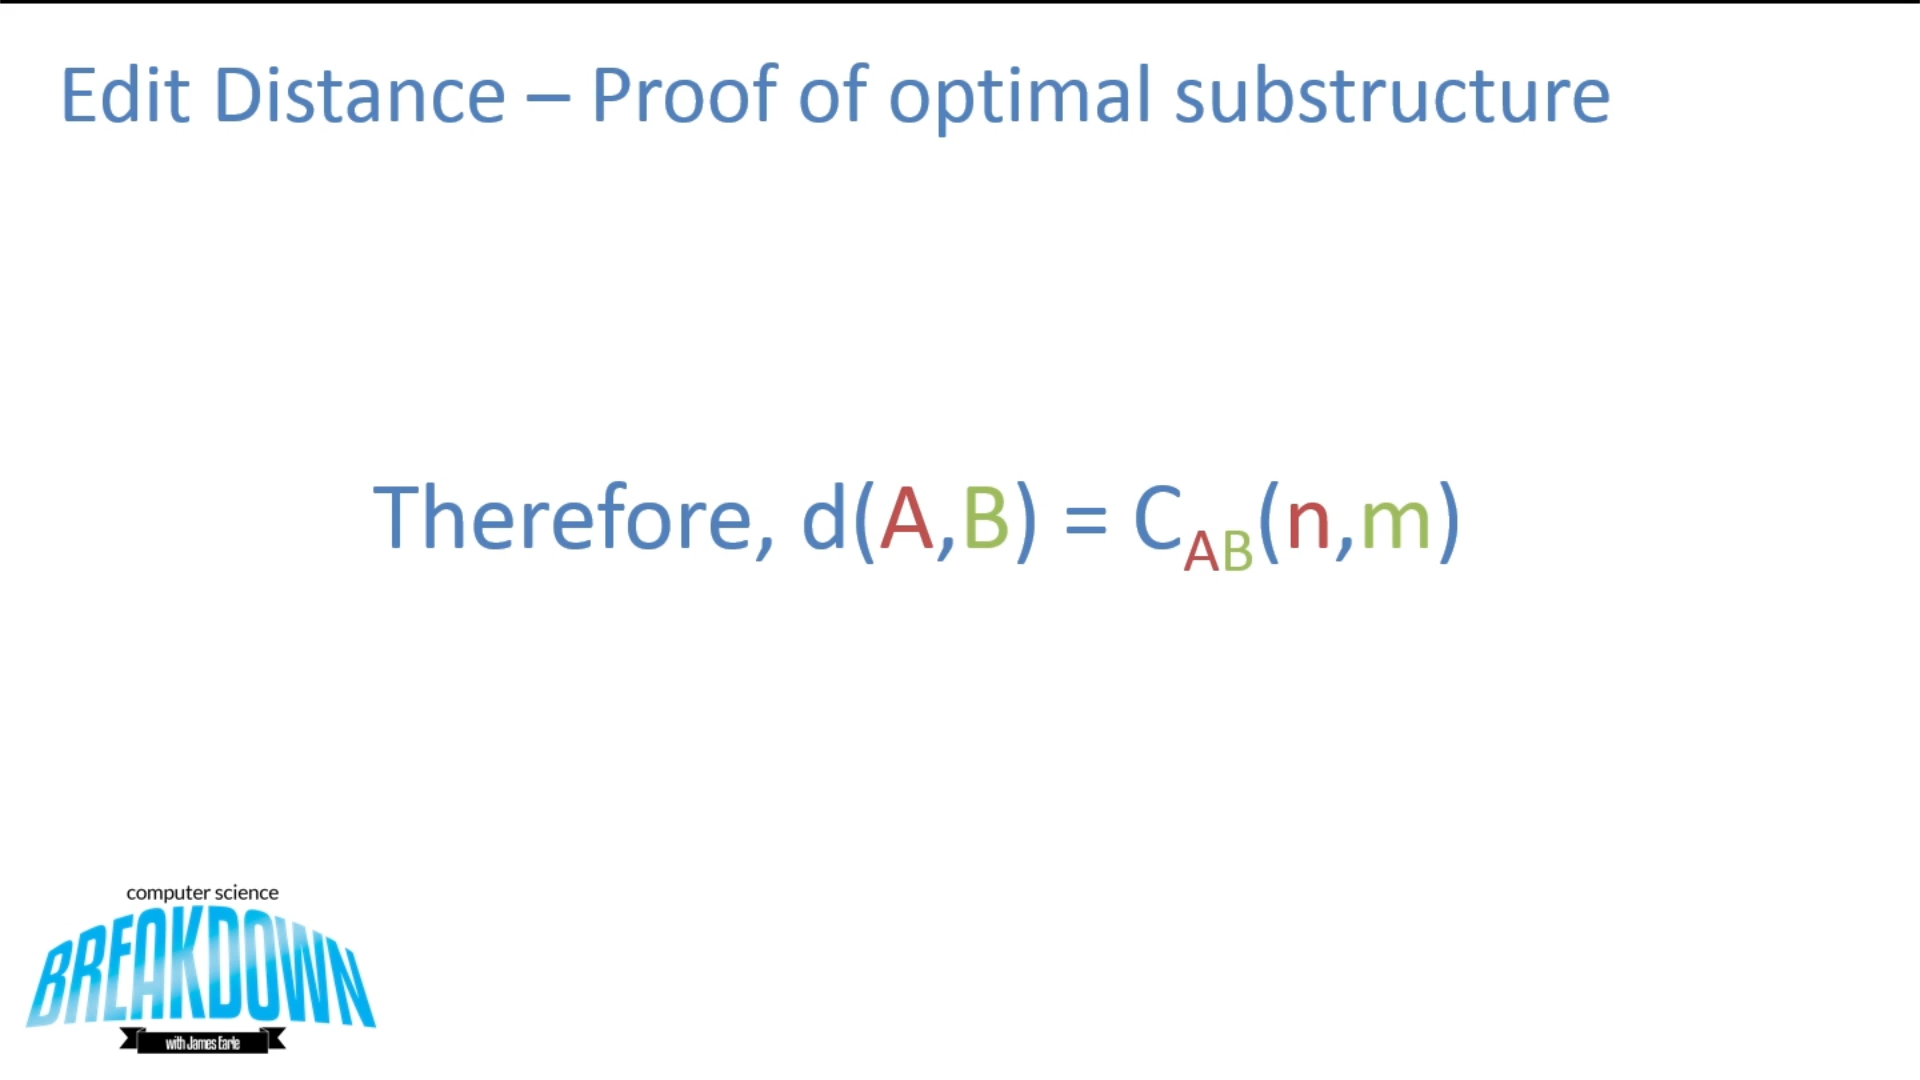 Edit Distance – Proof of optimal substructure
Therefore, d(A,B) = C_AB(n,m)
computer science
BREAKDOWN
with James Earle